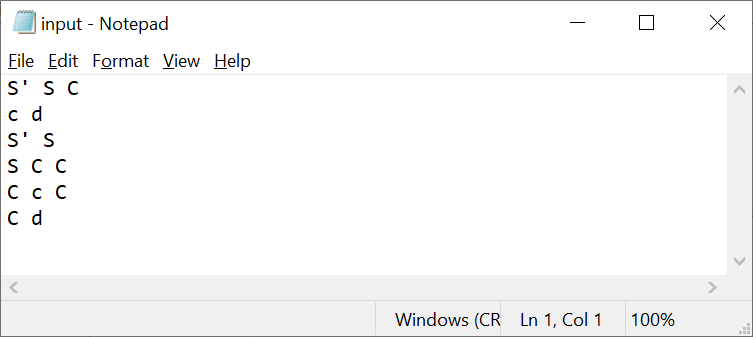 input - Notepad
File Edit Format View Help
S' S C
c d
S' S
S C C
C c C
C d
Windows (CR Ln 1, Col 1 100%